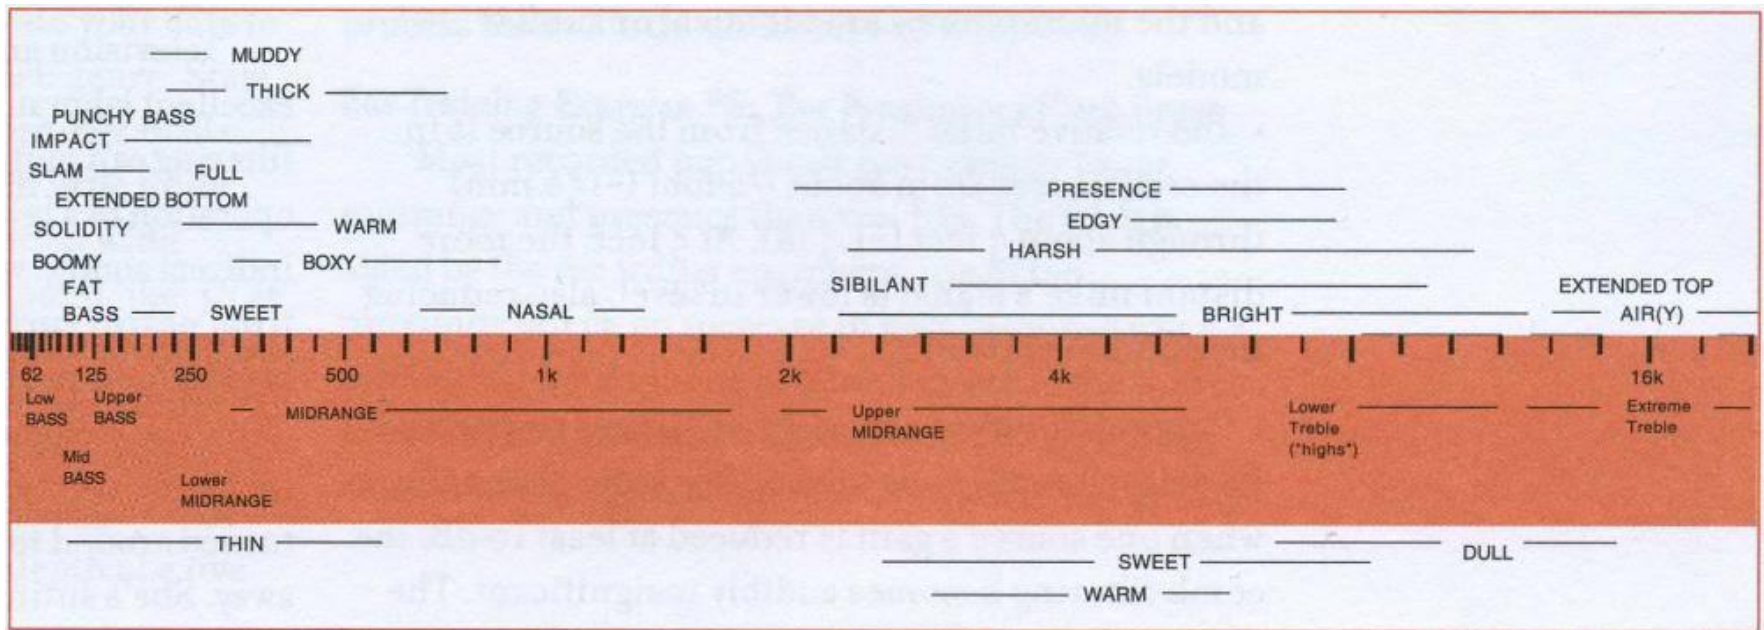 MUDDY
THICK
PUNCHY BASS
IMPACT
SLAM FULL
PRESENCE
EXTENDED BOTTOM
EDGY
SOLIDITY WARM
HARSH
BOOMY BOXY
FAT SIBILANT EXTENDED TOP
BASS SWEET NASAL BRIGHT AIR(Y)
62 125 250 500 1k 2k 4k 16k
Low Upper MIDRANGE Upper Lower Extreme
BASS BASS MIDRANGE Treble Treble
("highs")
Mid
BASS
Lower
MIDRANGE
THIN DULL
SWEET
WARM